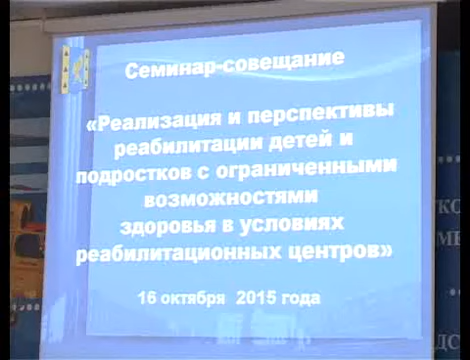 Семинар-совещание
«Реализация и перспективы
реабилитации детей и
подростков с ограниченными
возможностями
здоровья в условиях
реабилитационных центров»
16 октября 2015 года